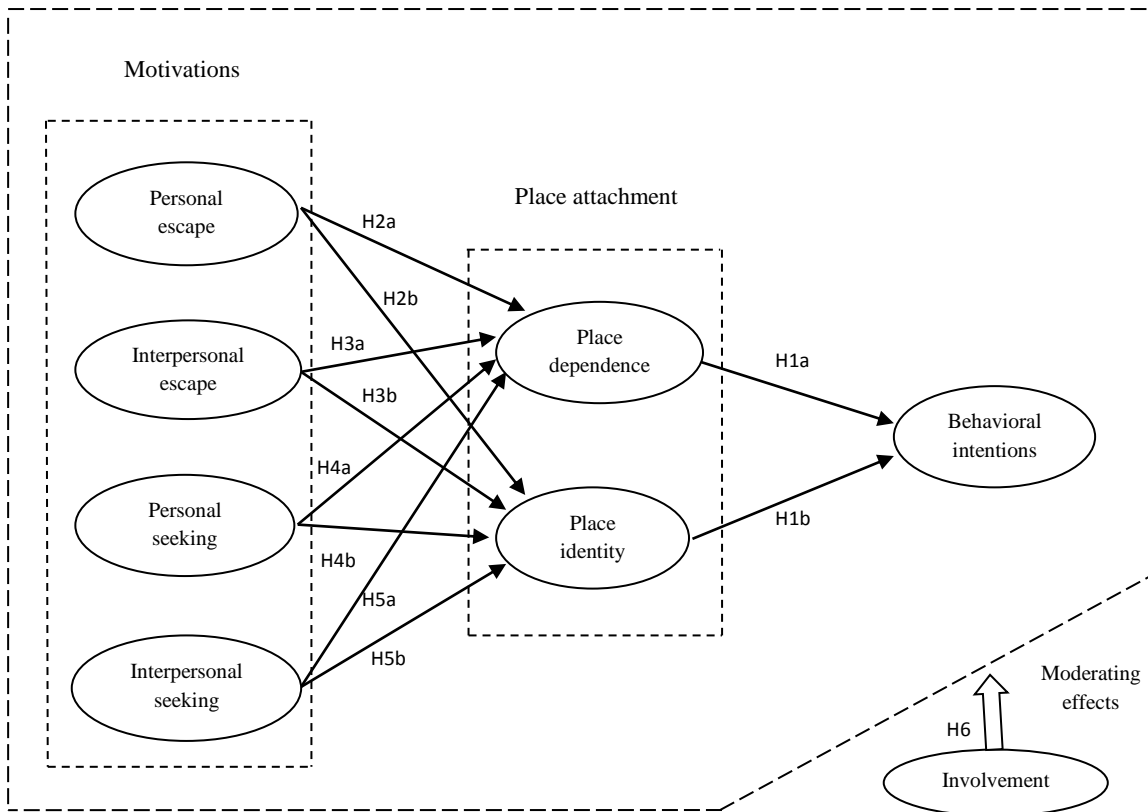 Motivations
Personal
escape
Interpersonal
escape
Personal
seeking
Interpersonal
seeking
H2a
H2b
H3a
H3b
H4a
H4b
H5a
H5b
Place attachment
Place
dependence
Place
identity
H1a
H1b
Behavioral
intentions
Moderating
effects
H6
Involvement